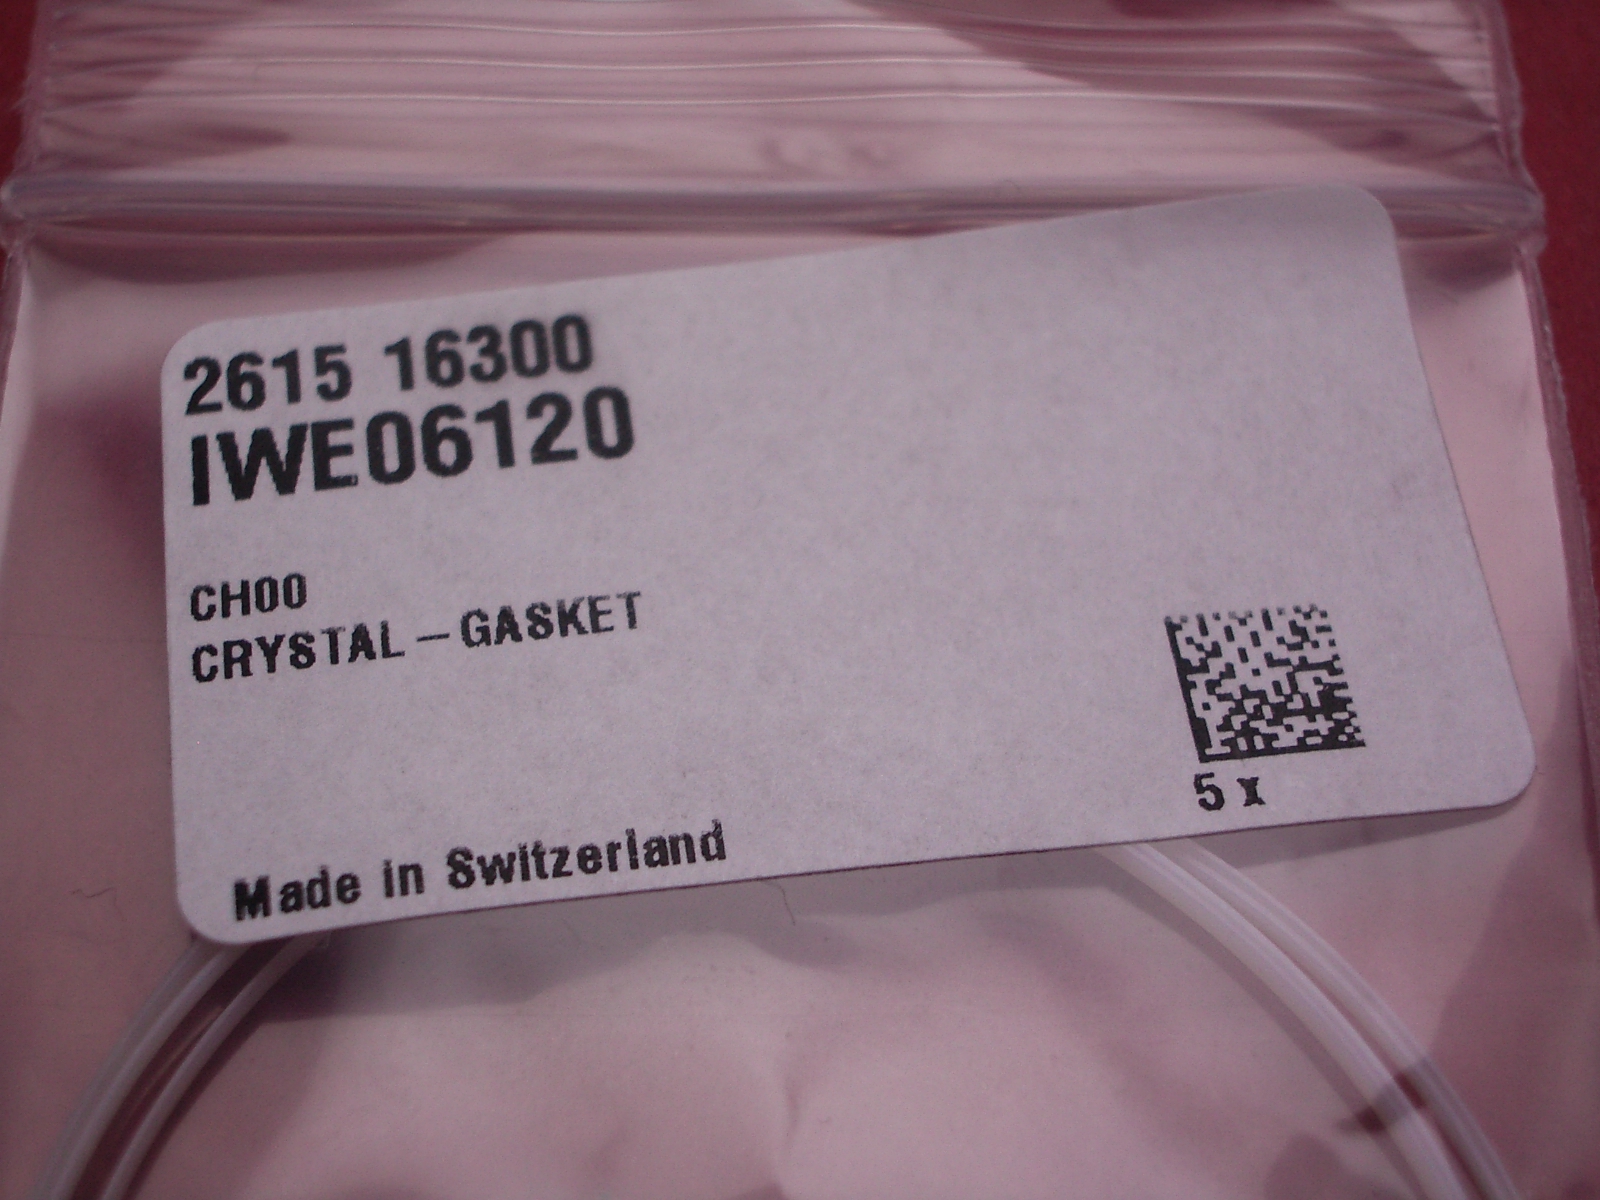 2615 16300
IWE06120
CH00
CRYSTAL-GASKET
5 x
Made in Switzerland